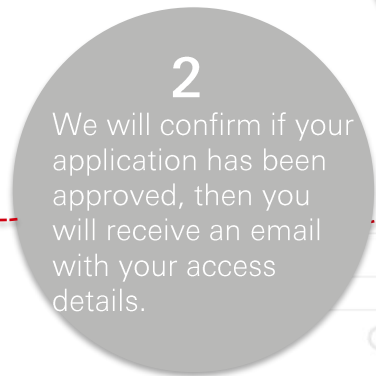 2
We will confirm if your
application has been
approved, then you
will receive an email
with your access
details.